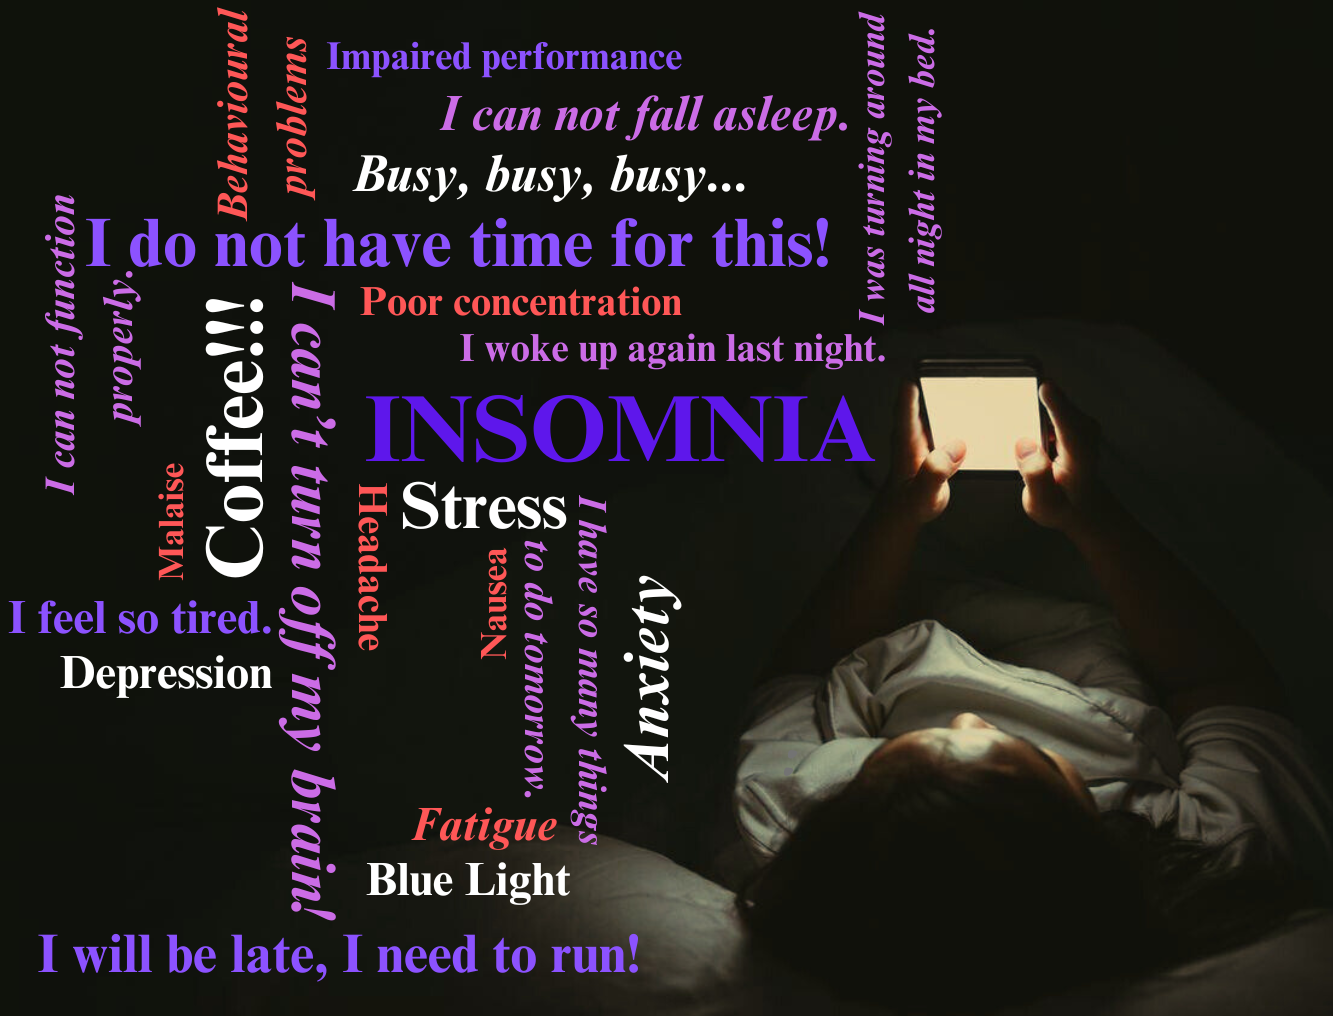 Behavioural
problems
Impaired performance
I can not fall asleep.
Busy, busy, busy...
I was turning around
all night in my bed.
I do not have time for this!
I can not function
properly.
Coffee!!!
I can't turn off my brain!
Poor concentration
I woke up again last night.
INSOMNIA
Malaise
Headache
Stress
Nausea
I have so many things
to do tomorrow.
Anxiety
I feel so tired.
Depression
Fatigue
Blue Light
I will be late, I need to run!